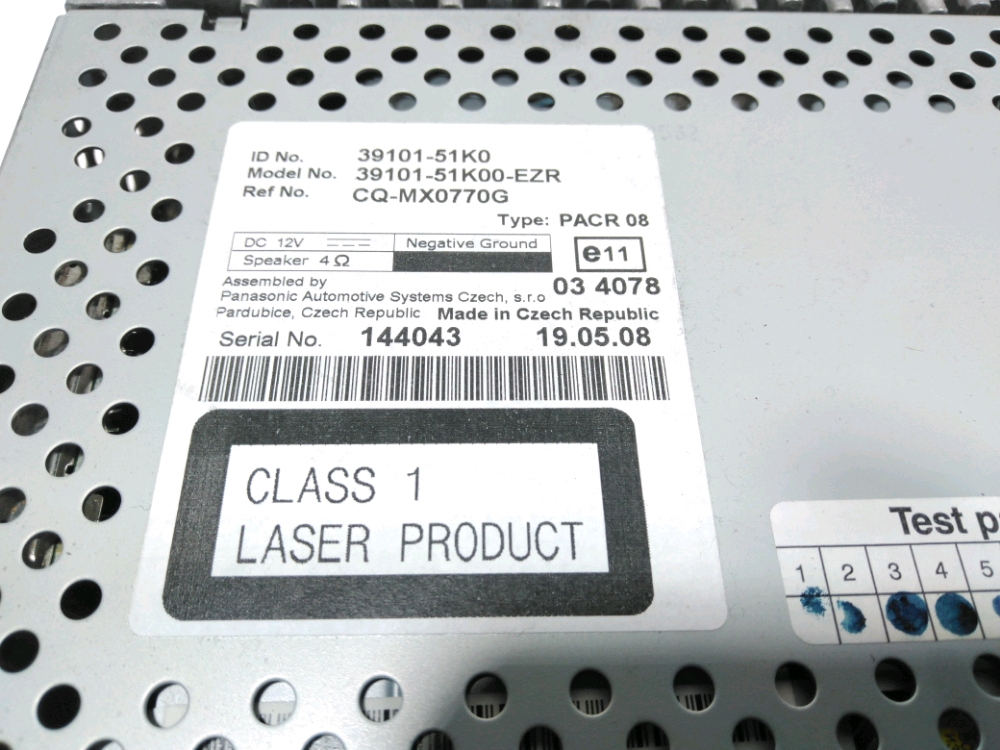 ID No. 39101-51K0
Model No. 39101-51K00-EZR
Ref No. CQ-MX0770G
Type: PACR 08
DC 12V Negative Ground
Speaker 4Ω
e11
Assembled by
03 4078
Panasonic Automotive Systems Czech, s.r.o
Pardubice, Czech Republic Made in Czech Republic
Serial No. 144043 19.05.08
CLASS 1
LASER PRODUCT
Test
1 2 3 4 5